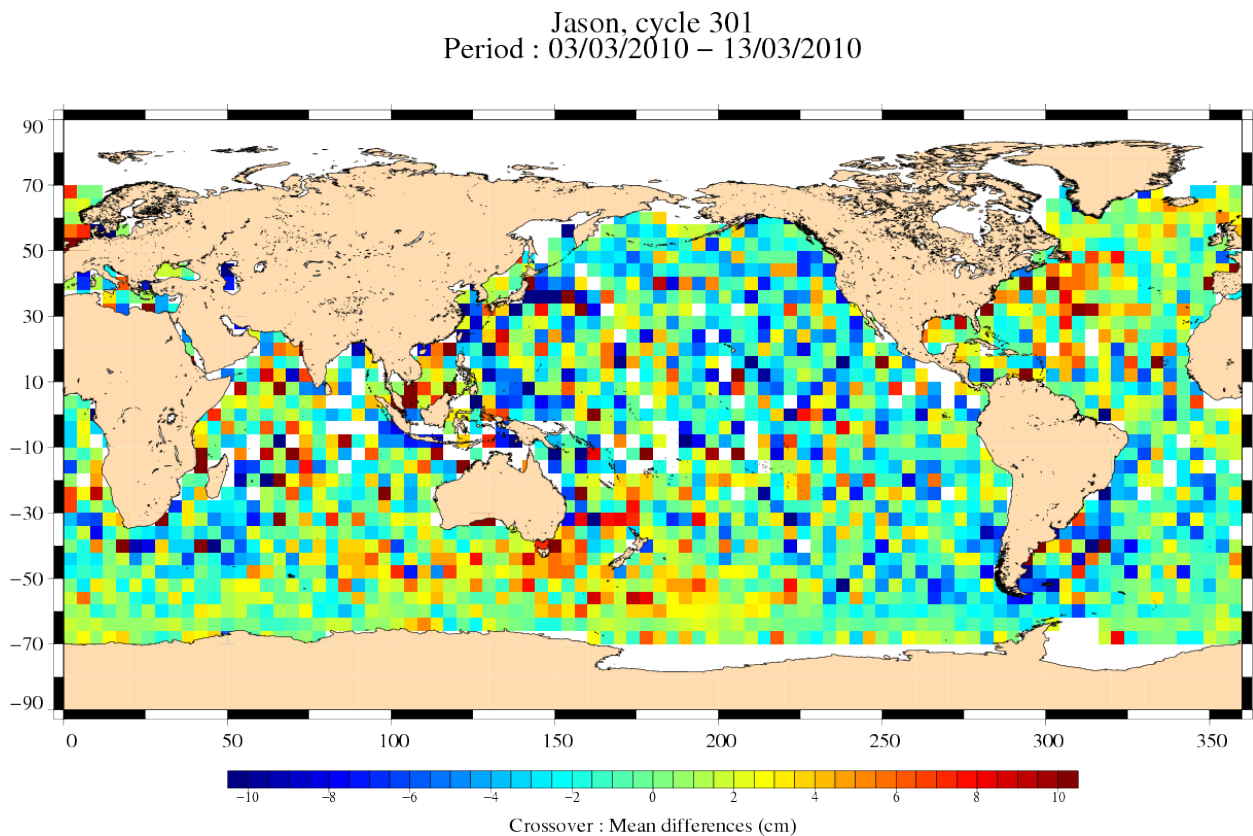 Jason, cycle 301
Period : 03/03/2010 − 13/03/2010
90
70
50
30
10
−10
−30
−50
−70
−90
0 50 100 150 200 250 300 350
−10 −8 −6 −4 −2 0 2 4 6 8 10
Crossover : Mean differences (cm)